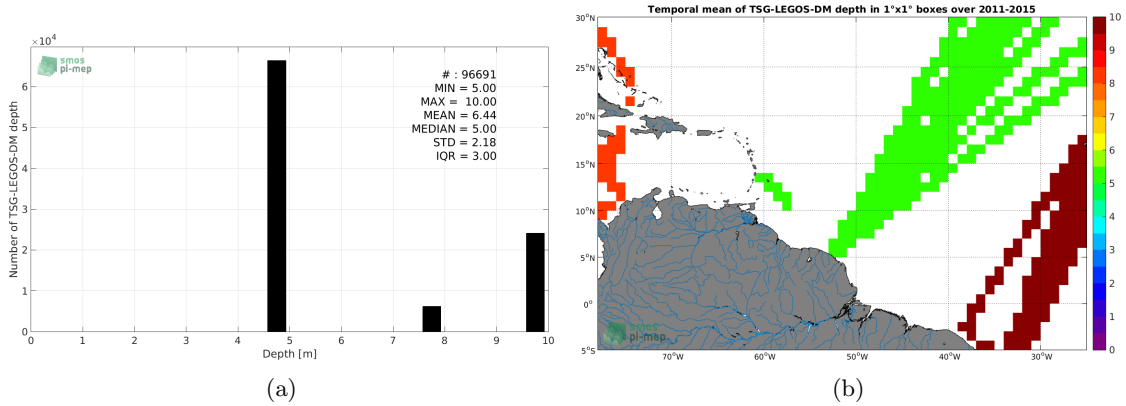 ×10⁴
smos
pi-mep
# : 96691
MIN = 5.00
MAX = 10.00
MEAN = 6.44
MEDIAN = 5.00
STD = 2.18
IQR = 3.00
Number of TSG-LEGOS-DM depth
6
5
4
3
2
1
0
0 1 2 3 4 5 6 7 8 9 10
Depth [m]
(a)
Temporal mean of TSG-LEGOS-DM depth in 1°x1° boxes over 2011-2015
30°N
25°N
20°N
15°N
10°N
5°N
0°
5°S
70°W 60°W 50°W 40°W 30°W
smos
pi-mep
10
9
8
7
6
5
4
3
2
1
0
(b)